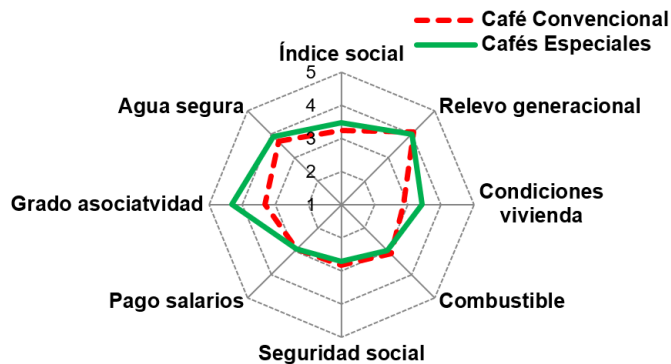 Café Convencional
Cafés Especiales
Índice social
5
Agua segura
4
Relevo generacional
3
2
Grado asociatvidad
1
Condiciones
vivienda
Pago salarios
Combustible
Seguridad social